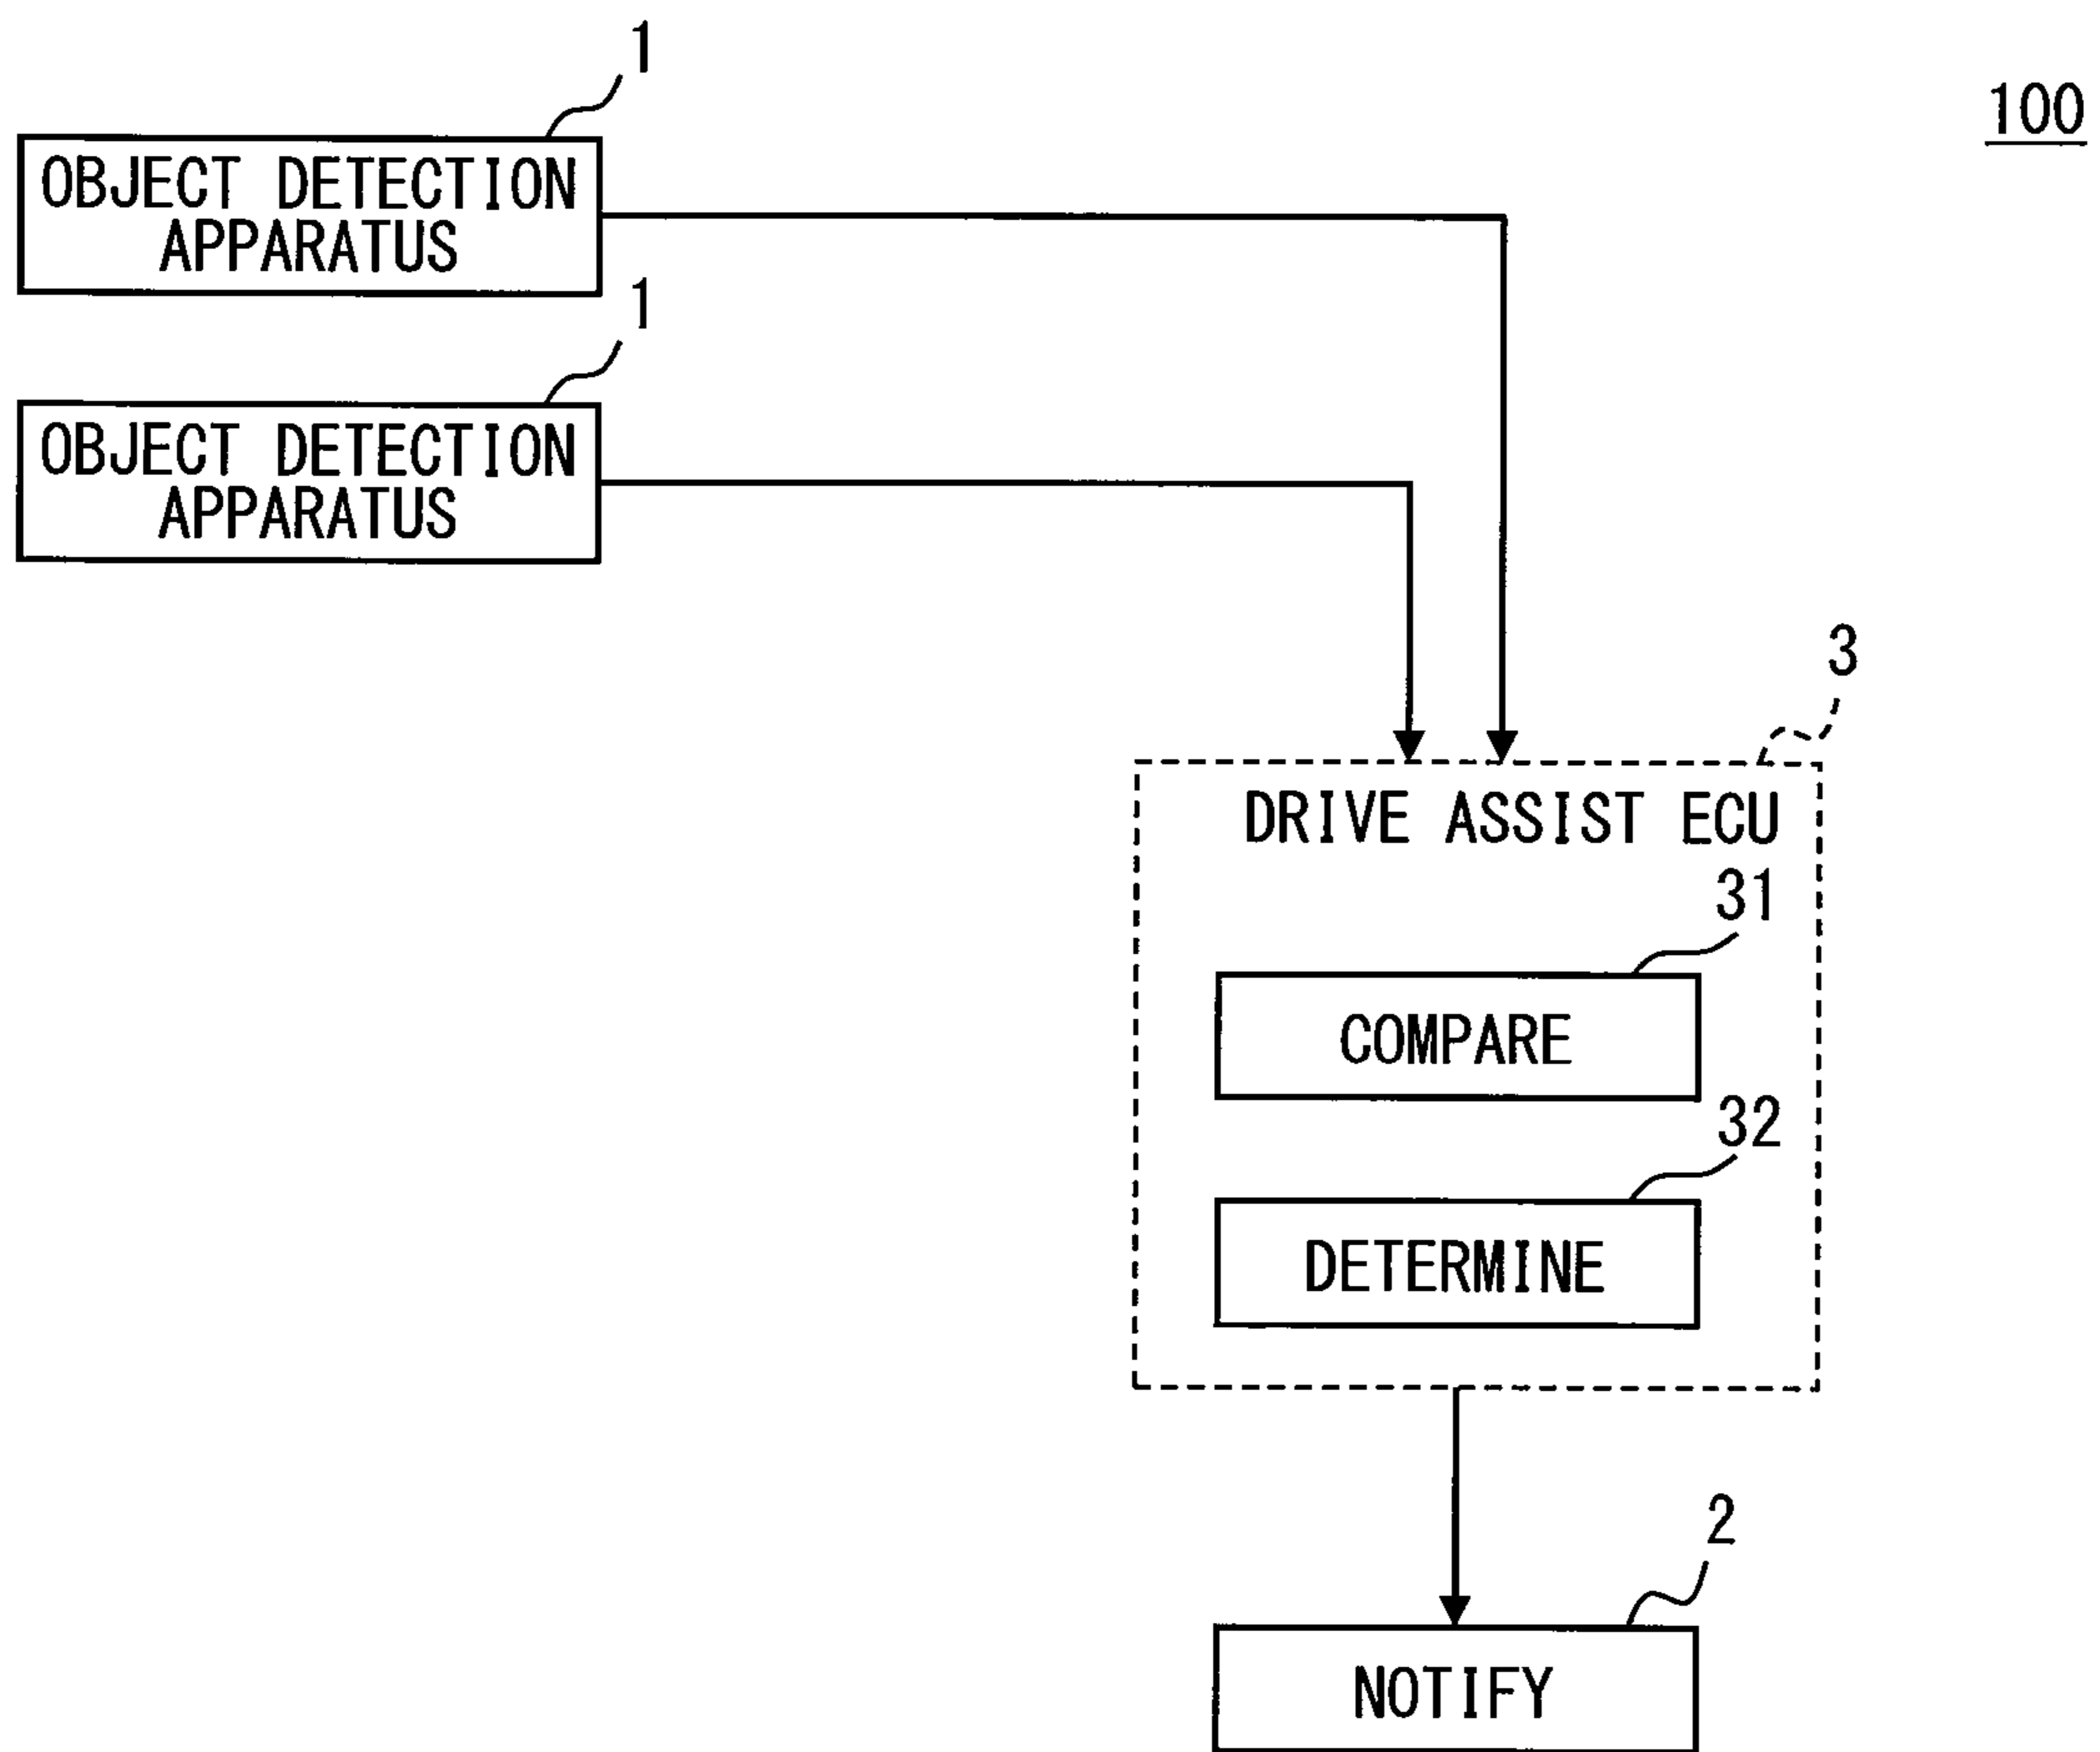 1
100
OBJECT DETECTION
APPARATUS
1
OBJECT DETECTION
APPARATUS
3
DRIVE ASSIST ECU
31
COMPARE
32
DETERMINE
2
NOTIFY